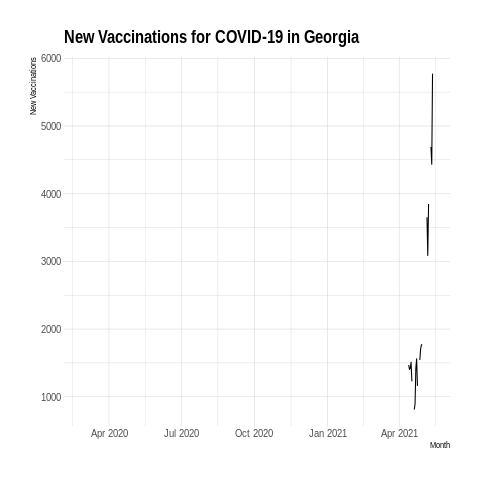 New Vaccinations for COVID-19 in Georgia
New Vaccinations
6000
5000
4000
3000
2000
1000
Apr 2020 Jul 2020 Oct 2020 Jan 2021 Apr 2021
Month